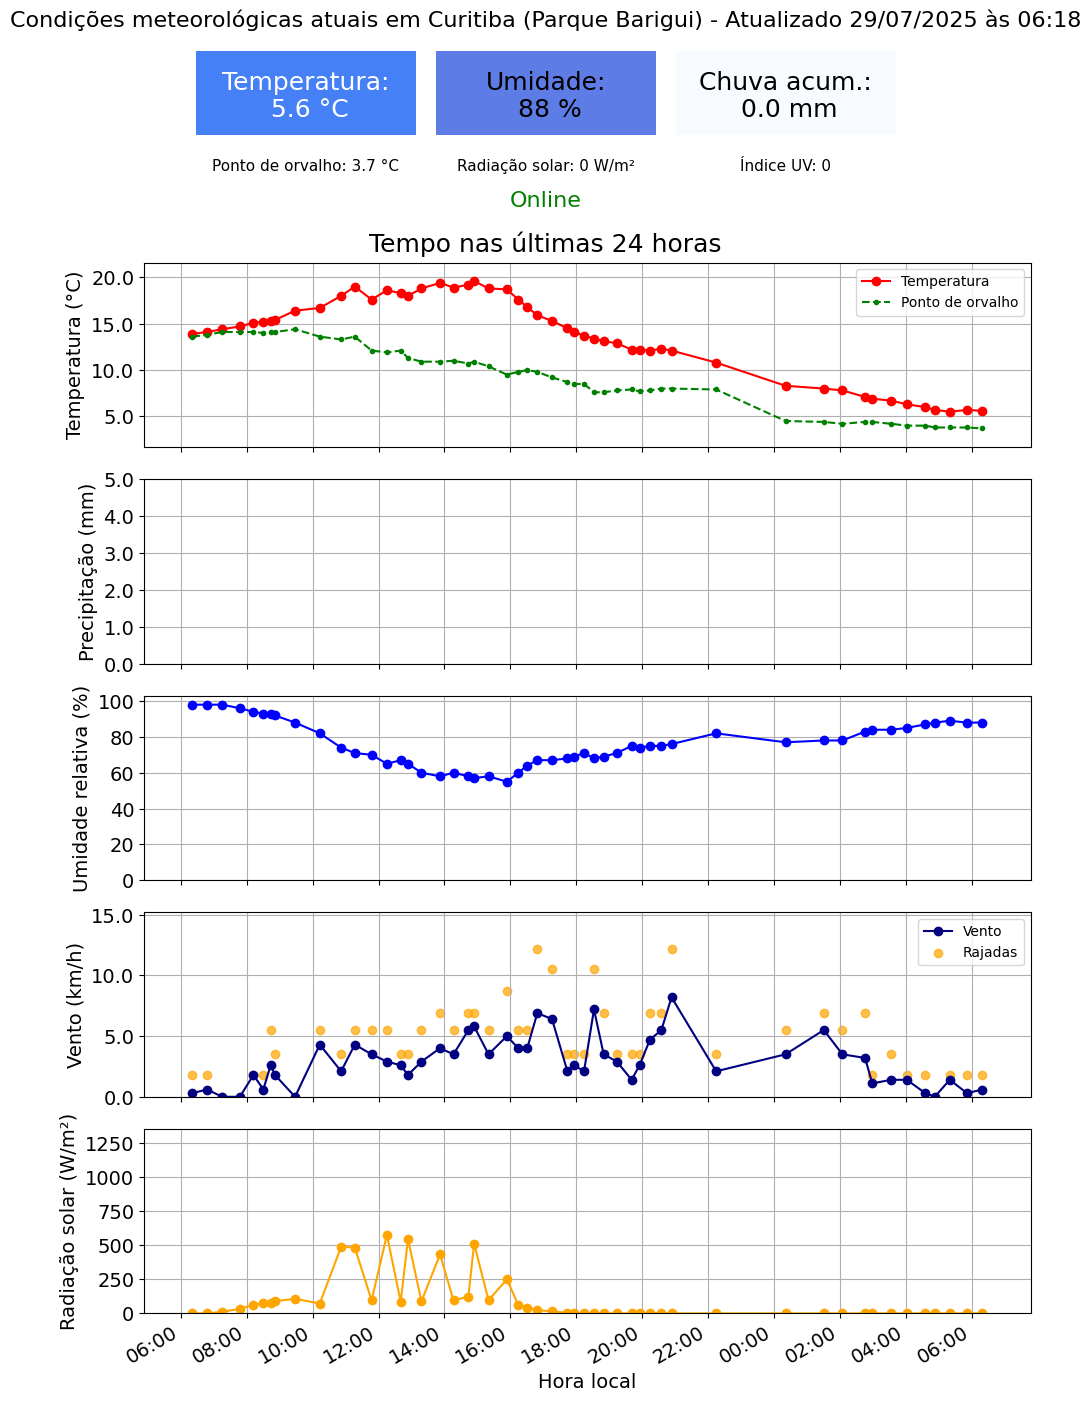 Condições meteorológicas atuais em Curitiba (Parque Barigui) - Atualizado 29/07/2025 às 06:18
Temperatura:
5.6 °C
Umidade:
88 %
Chuva acum.:
0.0 mm
Ponto de orvalho: 3.7 °C
Radiação solar: 0 W/m²
Índice UV: 0
Online
Tempo nas últimas 24 horas
Temperatura (°C)
20.0
15.0
10.0
5.0
Temperatura
Ponto de orvalho
Precipitação (mm)
5.0
4.0
3.0
2.0
1.0
0.0
Umidade relativa (%)
100
80
60
40
20
0
Vento (km/h)
15.0
10.0
5.0
0.0
Vento
Rajadas
Radiação solar (W/m²)
1250
1000
750
500
250
0
06:00
08:00
10:00
12:00
14:00
16:00
18:00
20:00
22:00
00:00
02:00
04:00
06:00
Hora local